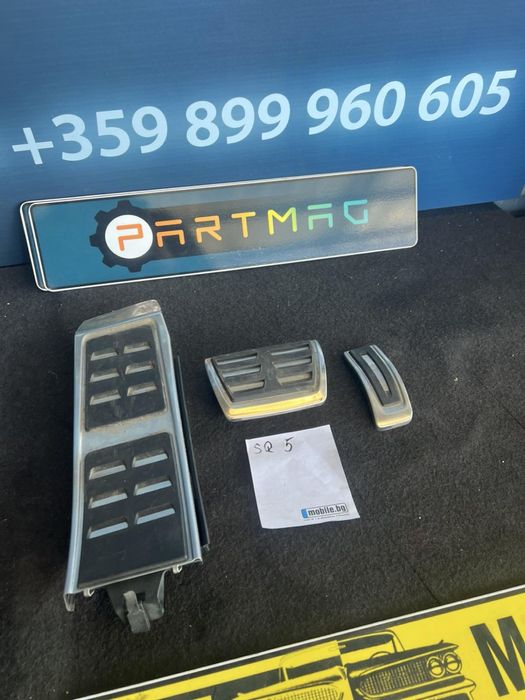 +359 899 960 605
PARTMAG
SQ 5
mobile.bg
M